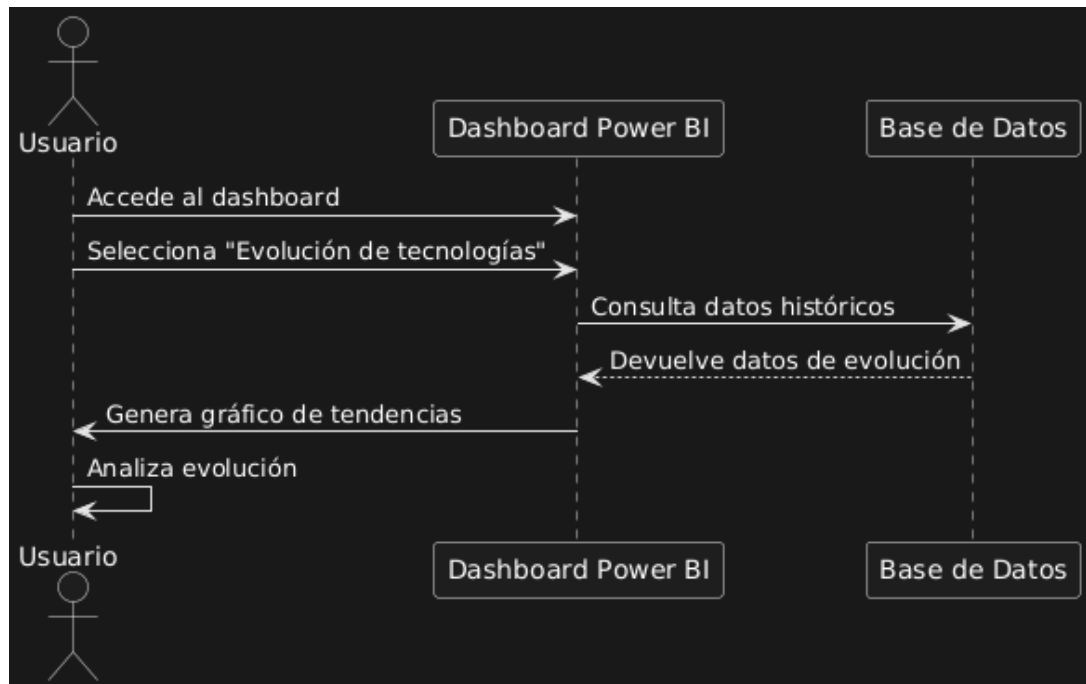 Usuario
Dashboard Power BI
Base de Datos
Accede al dashboard
Selecciona "Evolución de tecnologías"
Consulta datos históricos
Devuelve datos de evolución
Genera gráfico de tendencias
Analiza evolución
Usuario
Dashboard Power BI
Base de Datos